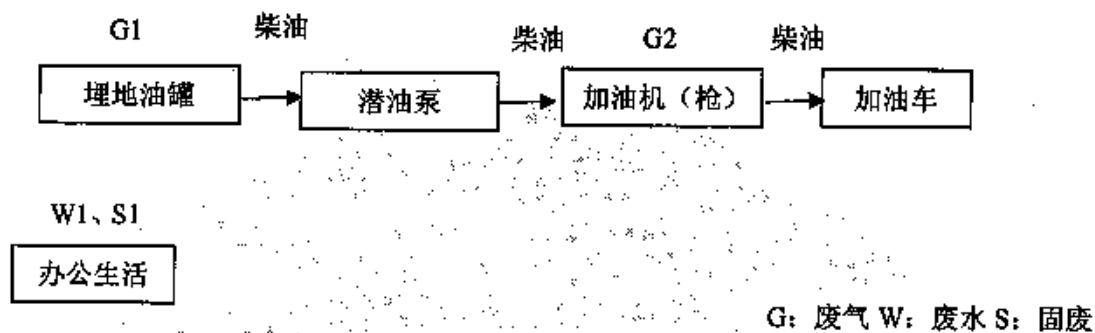 G1 柴油 柴油 G2 柴油
埋地油罐 潜油泵 加油机（枪） 加油车
W1、S1
办公生活
G：废气 W：废水 S：固废